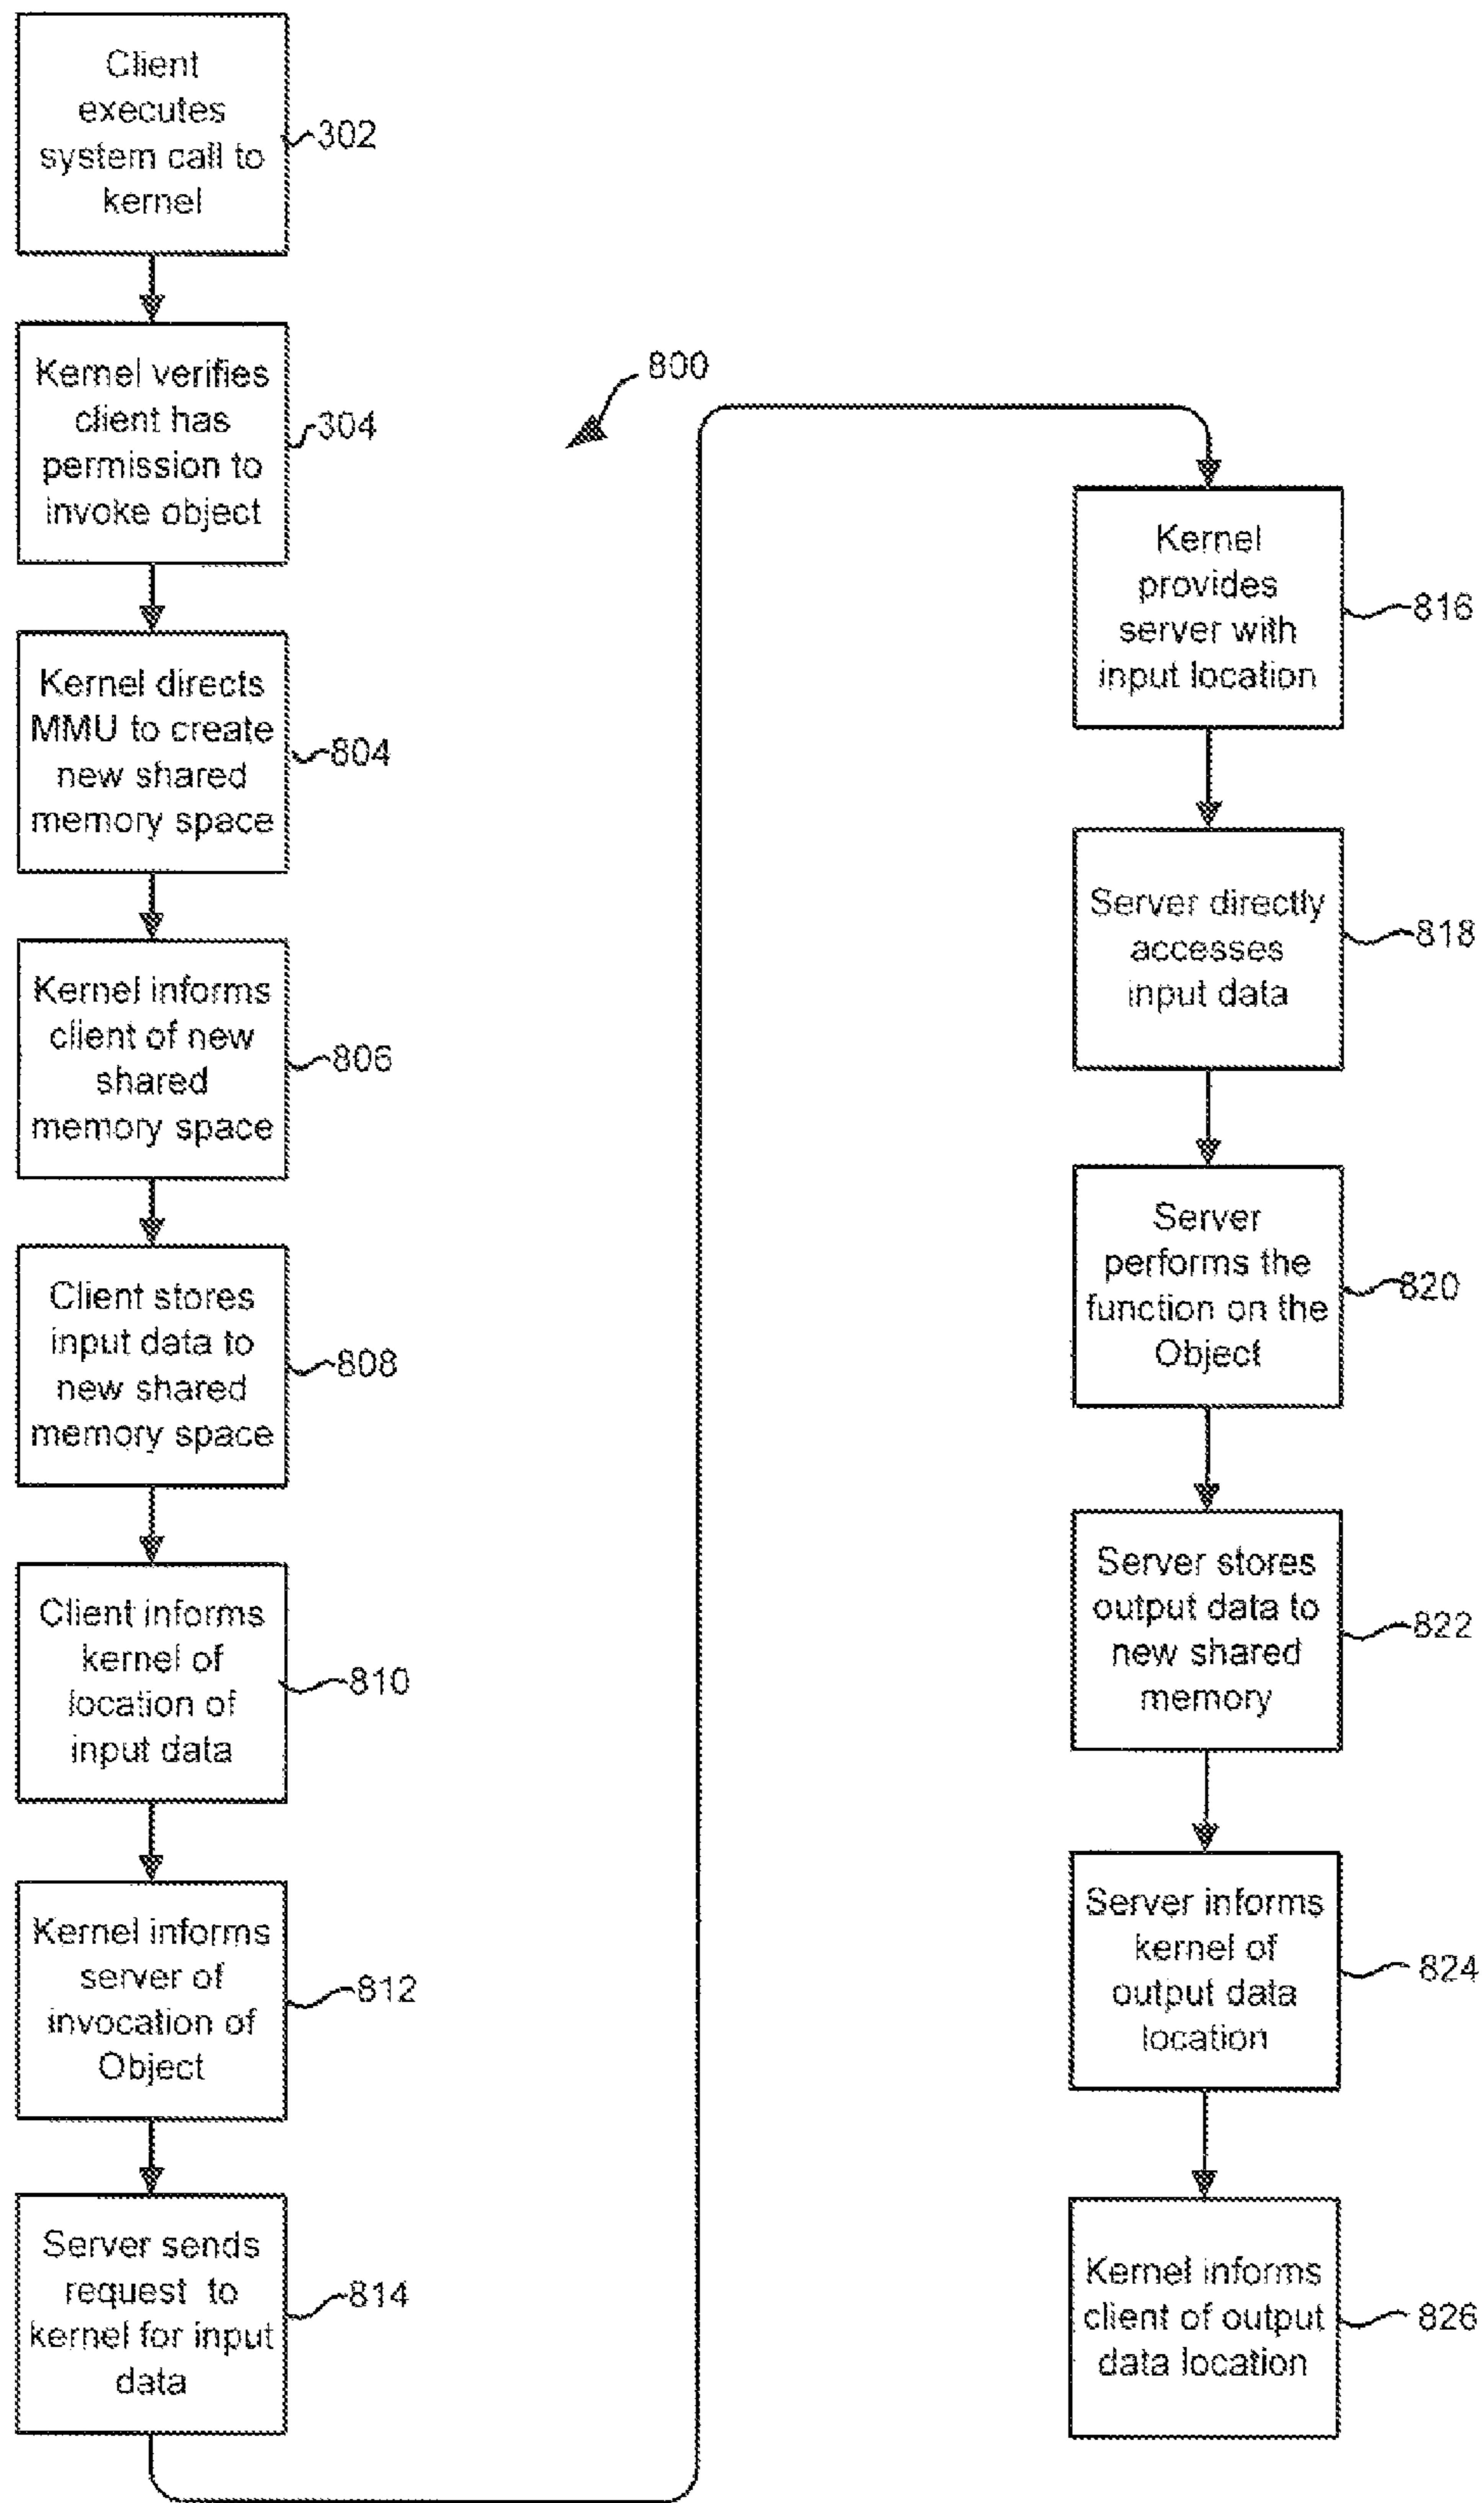 Client
executes
system call to
kernel
302
Kernel verifies
client has
permission to
invoke object
304
Kernel directs
MMU to create
new shared
memory space
804
Kernel informs
client of new
shared
memory space
806
Client stores
input data to
new shared
memory space
808
Client informs
kernel of
location of
input data
810
Kernel informs
server of
invocation of
Object
812
Server sends
request to
kernel for input
data
814
800
Kernel
provides
server with
input location
816
Server directly
accesses
input data
818
Server
performs the
function on the
Object
820
Server stores
output data to
new shared
memory
822
Server informs
kernel of
output data
location
824
Kernel informs
client of output
data location
826